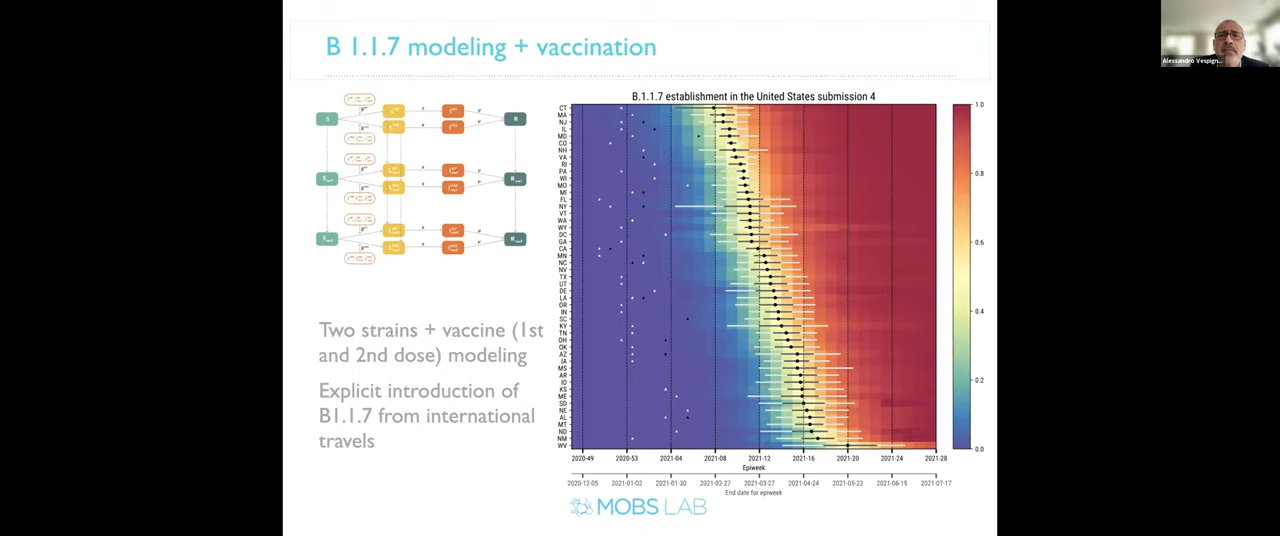 B 1.1.7 modeling + vaccination
Alessandro Vespign...
B.1.1.7 establishment in the United States submission 4
S
R
Two strains + vaccine (1st
and 2nd dose) modeling
Explicit introduction of
B1.1.7 from international
travels
CT
MA
NJ
IL
MD
CO
NH
VA
RI
PA
WI
MO
MI
FL
NY
VT
WA
WY
DC
GA
CA
MN
NC
NV
TX
UT
DE
LA
OR
IN
SC
KY
TN
OH
OK
AZ
IA
MS
AR
ID
KS
ME
SD
NE
AL
MT
ND
NM
WV
1.0
0.8
0.6
0.4
0.2
0.0
2020-49 2020-53 2021-04 2021-08 2021-12 2021-16 2021-20 2021-24 2021-28
Epiweek
2020-12-05 2021-01-02 2021-01-30 2021-02-27 2021-03-27 2021-04-24 2021-05-22 2021-06-19 2021-07-17
End date for epiweek
MOBS LAB